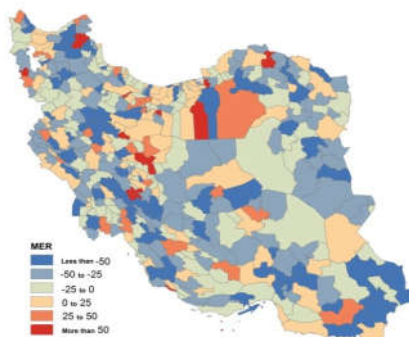 MER
Less than -50
-50 to -25
-25 to 0
0 to 25
25 to 50
More than 50